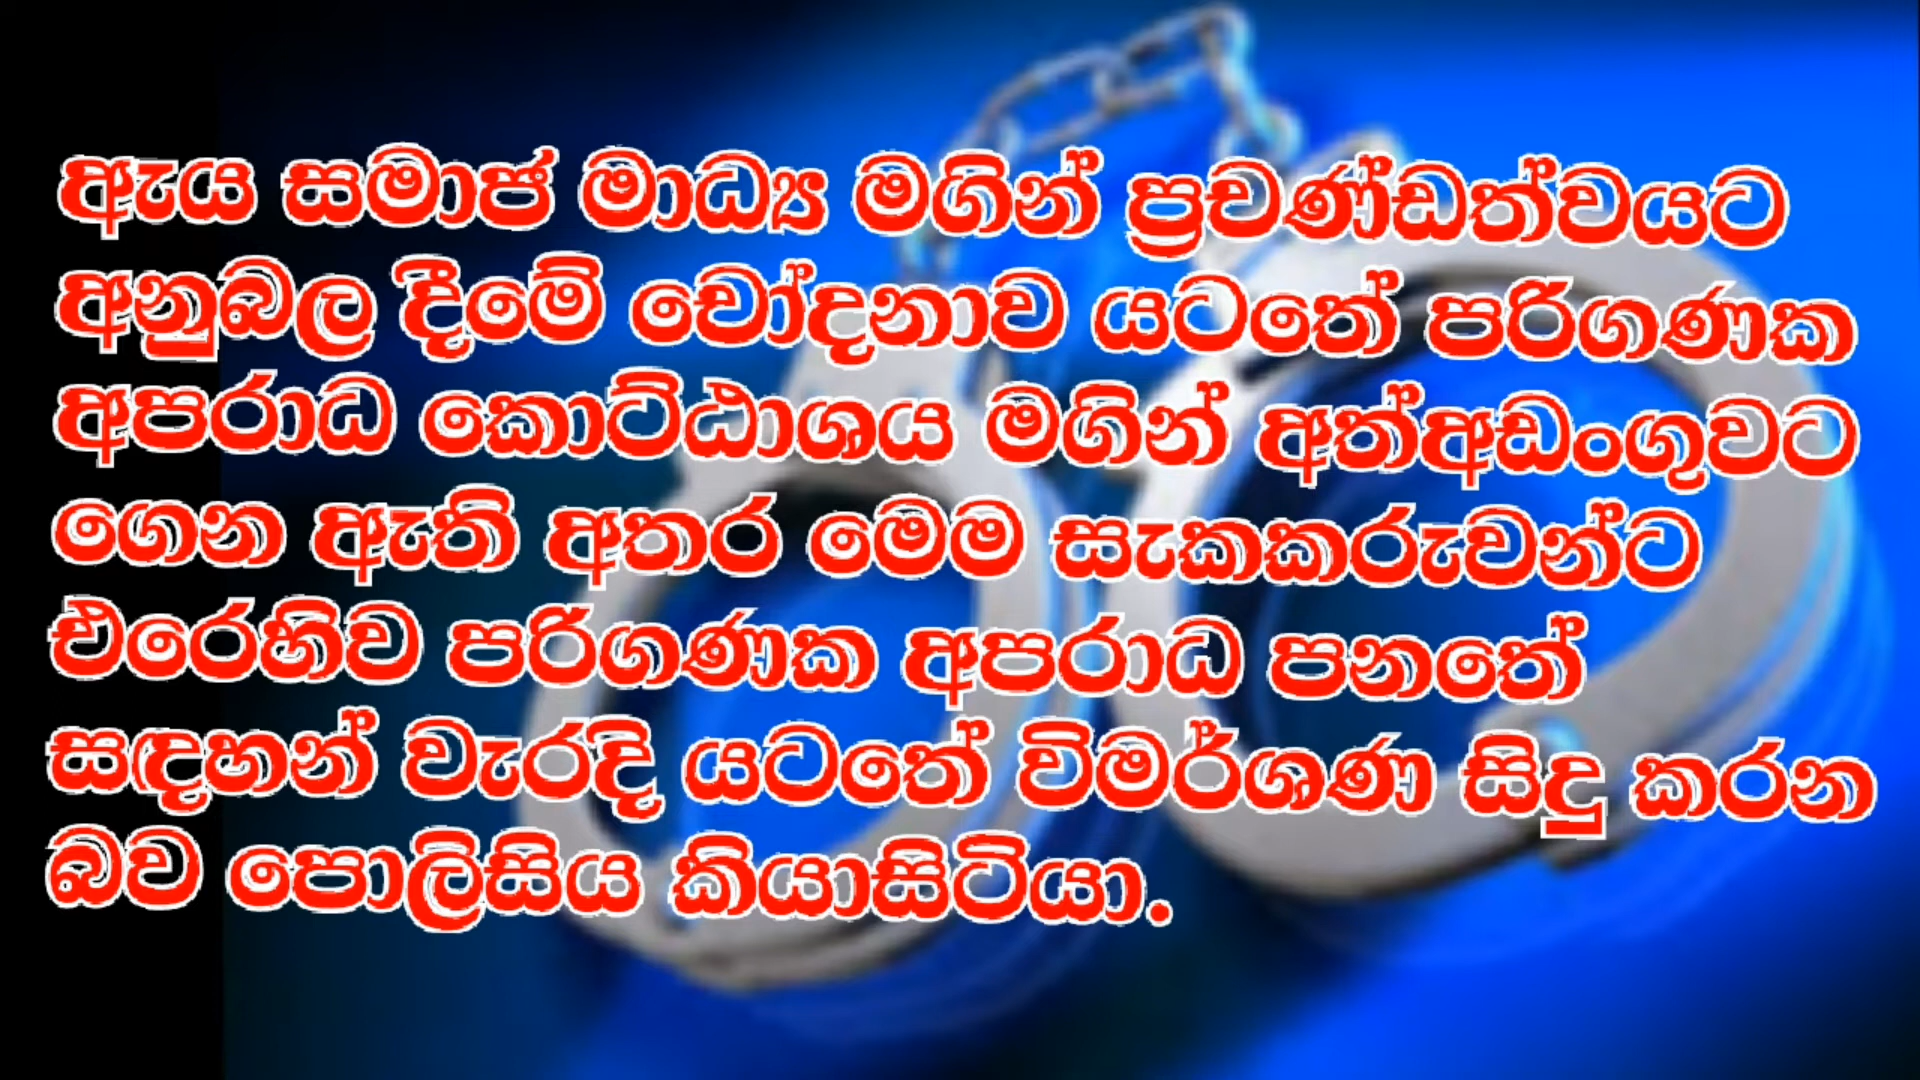 ඇය සමාජ මාධ්‍ය මගින් ප්‍රචණ්ඩත්වයට
අනුබල දීමේ චෝදනාව යටතේ පරිගණක
අපරාධ කොට්ඨාශය මගින් අත්අඩංගුවට
ගෙන ඇති අතර මෙම සැකකරුවන්ට
එරෙහිව පරිගණක අපරාධ පනතේ
සඳහන් වැරදි යටතේ විමර්ශණ සිදු කරන
බව පොලිසිය කියාසිටියා.